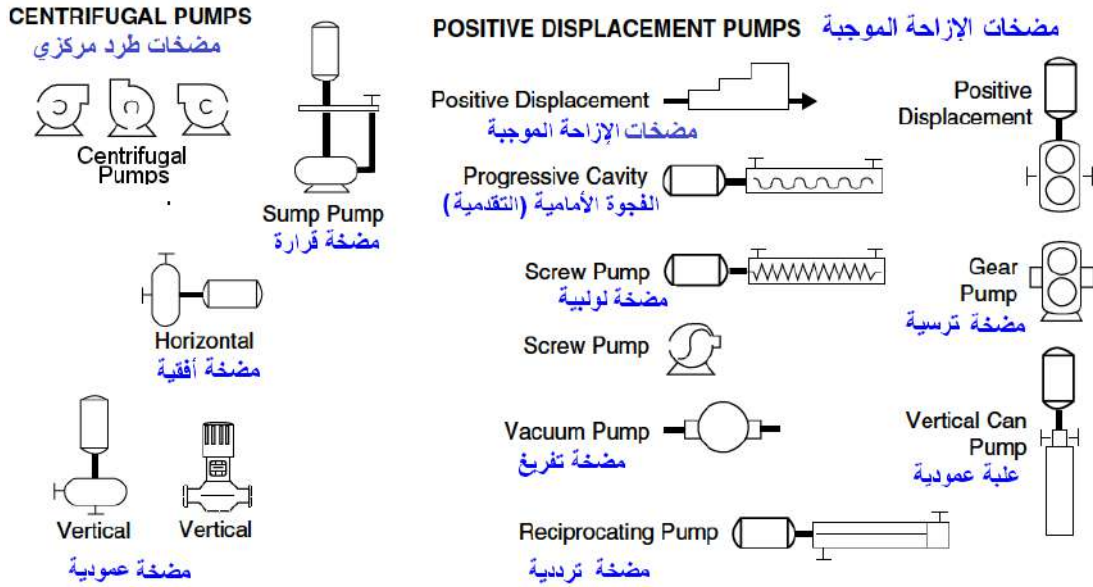 CENTRIFUGAL PUMPS
مضخات طرد مركزي
Centrifugal
Pumps
Sump Pump
مضخة قرارة
Horizontal
مضخة أفقية
Vertical
Vertical
مضخة عمودية
POSITIVE DISPLACEMENT PUMPS مضخات الإزاحة الموجبة
Positive Displacement
مضخات الإزاحة الموجبة
Progressive Cavity
الفجوة الأمامية (التقدمية)
Screw Pump
مضخة لولبية
Screw Pump
Vacuum Pump
مضخة تفريغ
Reciprocating Pump
مضخة ترددية
Positive
Displacement
Gear
Pump
مضخة ترسية
Vertical Can
Pump
علبة عمودية